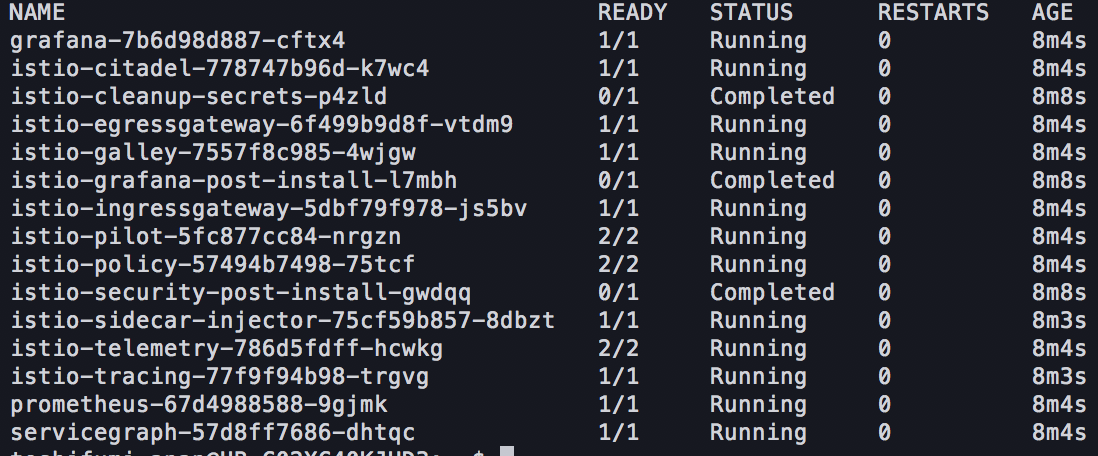 NAME READY STATUS RESTARTS AGE
grafana-7b6d98d887-cftx4 1/1 Running 0 8m4s
istio-citadel-778747b96d-k7wc4 1/1 Running 0 8m4s
istio-cleanup-secrets-p4zld 0/1 Completed 0 8m8s
istio-egressgateway-6f499b9d8f-vtdm9 1/1 Running 0 8m4s
istio-galley-7557f8c985-4wjgw 1/1 Running 0 8m4s
istio-grafana-post-install-l7mbh 0/1 Completed 0 8m8s
istio-ingressgateway-5dbf79f978-js5bv 1/1 Running 0 8m4s
istio-pilot-5fc877cc84-nrgzn 2/2 Running 0 8m4s
istio-policy-57494b7498-75tcf 2/2 Running 0 8m4s
istio-security-post-install-gwdqq 0/1 Completed 0 8m8s
istio-sidecar-injector-75cf59b857-8dbzt 1/1 Running 0 8m3s
istio-telemetry-786d5fdff-hcwkg 2/2 Running 0 8m4s
istio-tracing-77f9f94b98-trgvg 1/1 Running 0 8m3s
prometheus-67d4988588-9gjmk 1/1 Running 0 8m4s
servicegraph-57d8ff7686-dhtqc 1/1 Running 0 8m4s